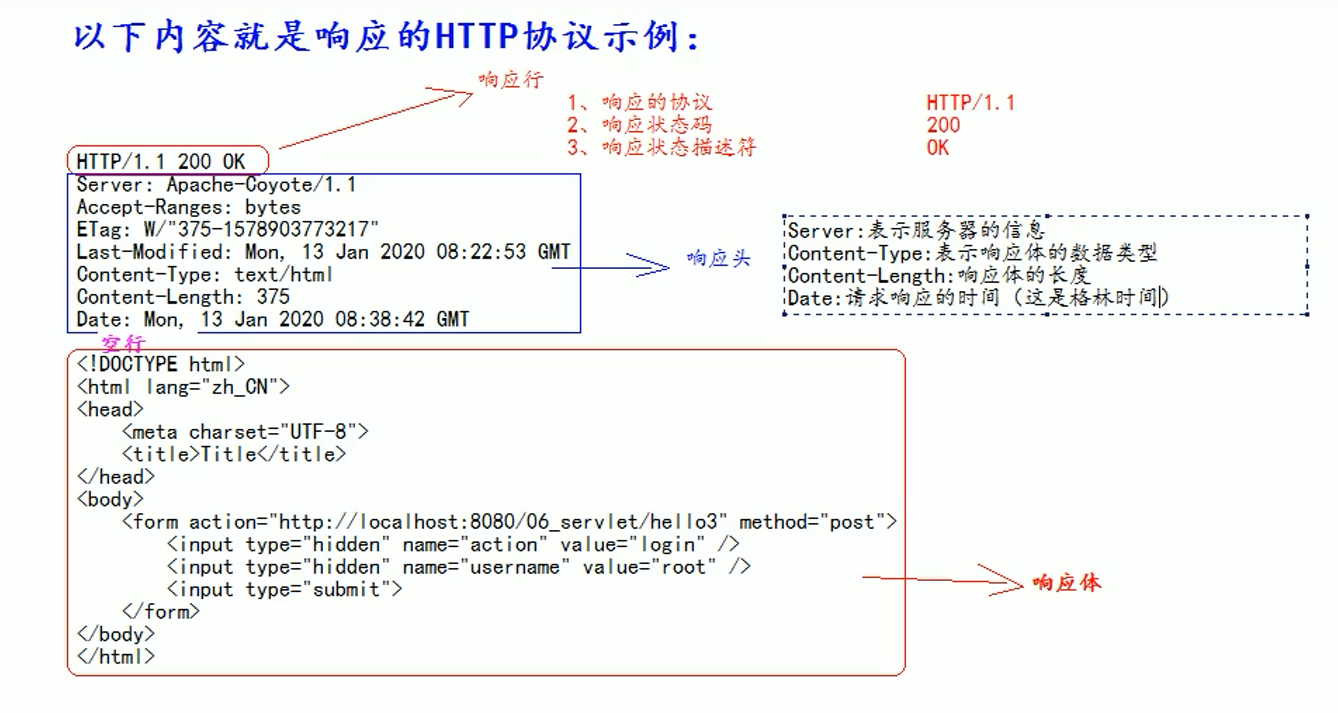 以下内容就是响应的HTTP协议示例：
响应行
1、响应的协议 HTTP/1.1
2、响应状态码 200
3、响应状态描述符 OK
HTTP/1.1 200 OK
Server: Apache-Coyote/1.1
Accept-Ranges: bytes
ETag: W/"375-1578903773217"
Last-Modified: Mon, 13 Jan 2020 08:22:53 GMT
Content-Type: text/html
Content-Length: 375
Date: Mon, 13 Jan 2020 08:38:42 GMT
响应头
Server:表示服务器的信息
Content-Type:表示响应体的数据类型
Content-Length:响应体的长度
Date:请求响应的时间（这是格林时间）
空行
<!DOCTYPE html>
<html lang="zh_CN">
<head>
<meta charset="UTF-8">
<title>Title</title>
</head>
<body>
<form action="http://localhost:8080/06_servlet/hello3" method="post">
<input type="hidden" name="action" value="login" />
<input type="hidden" name="username" value="root" />
<input type="submit">
</form>
</body>
</html>
响应体